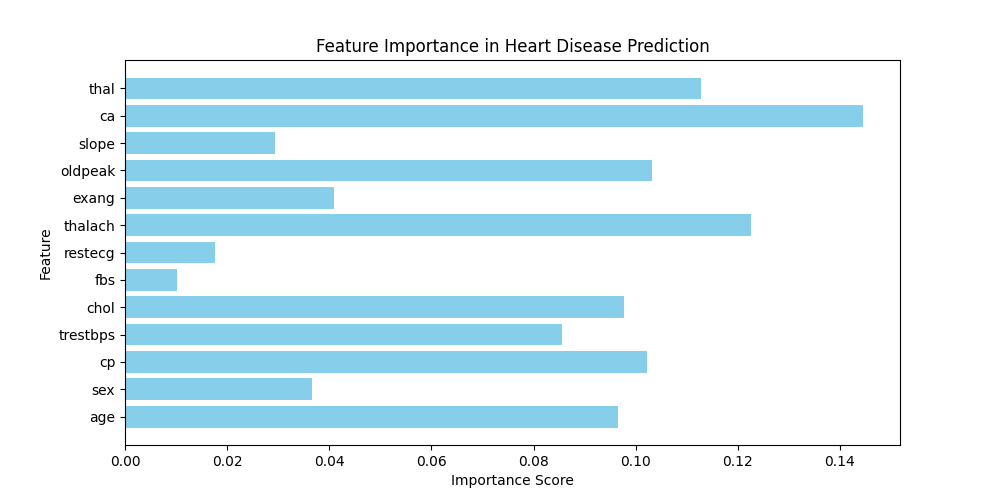 Feature Importance in Heart Disease Prediction
thal
ca
slope
oldpeak
exang
thalach
restecg
fbs
chol
trestbps
cp
sex
age
Feature
0.00 0.02 0.04 0.06 0.08 0.10 0.12 0.14
Importance Score